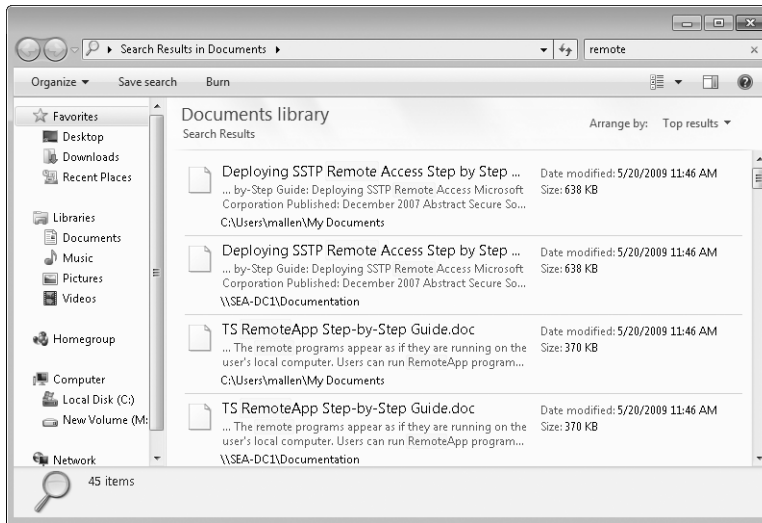 Search Results in Documents
remote
Organize
Save search
Burn
Favorites
Desktop
Downloads
Recent Places
Libraries
Documents
Music
Pictures
Videos
Homegroup
Computer
Local Disk (C:)
New Volume (M:
Network
Documents library
Search Results
Arrange by: Top results
Deploying SSTP Remote Access Step by Step ...
Date modified: 5/20/2009 11:46 AM
... by-Step Guide: Deploying SSTP Remote Access Microsoft
Size: 638 KB
Corporation Published: December 2007 Abstract Secure So...
C:\Users\mallen\My Documents
Deploying SSTP Remote Access Step by Step ...
Date modified: 5/20/2009 11:46 AM
... by-Step Guide: Deploying SSTP Remote Access Microsoft
Size: 638 KB
Corporation Published: December 2007 Abstract Secure So...
\\SEA-DC1\Documentation
TS RemoteApp Step-by-Step Guide.doc
Date modified: 5/20/2009 11:46 AM
... The remote programs appear as if they are running on the
Size: 370 KB
user's local computer. Users can run RemoteApp program...
C:\Users\mallen\My Documents
TS RemoteApp Step-by-Step Guide.doc
Date modified: 5/20/2009 11:46 AM
... The remote programs appear as if they are running on the
Size: 370 KB
user's local computer. Users can run RemoteApp program...
\\SEA-DC1\Documentation
45 items